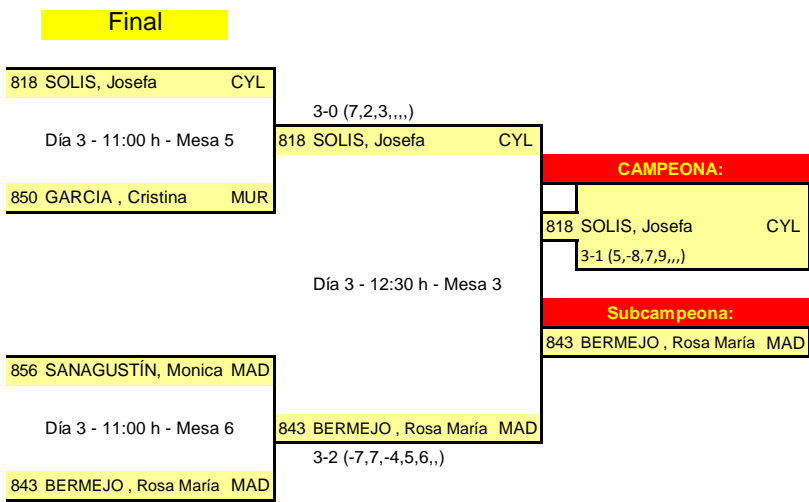 Final
818 SOLIS, Josefa CYL
3-0 (7,2,3,,,,)
Día 3 - 11:00 h - Mesa 5
818 SOLIS, Josefa CYL
CAMPEONA:
850 GARCIA , Cristina MUR
818 SOLIS, Josefa CYL
3-1 (5,-8,7,9,,,)
Día 3 - 12:30 h - Mesa 3
Subcampeona:
843 BERMEJO , Rosa María MAD
856 SANAGUSTÍN, Monica MAD
Día 3 - 11:00 h - Mesa 6
843 BERMEJO , Rosa María MAD
3-2 (-7,7,-4,5,6,,)
843 BERMEJO , Rosa María MAD